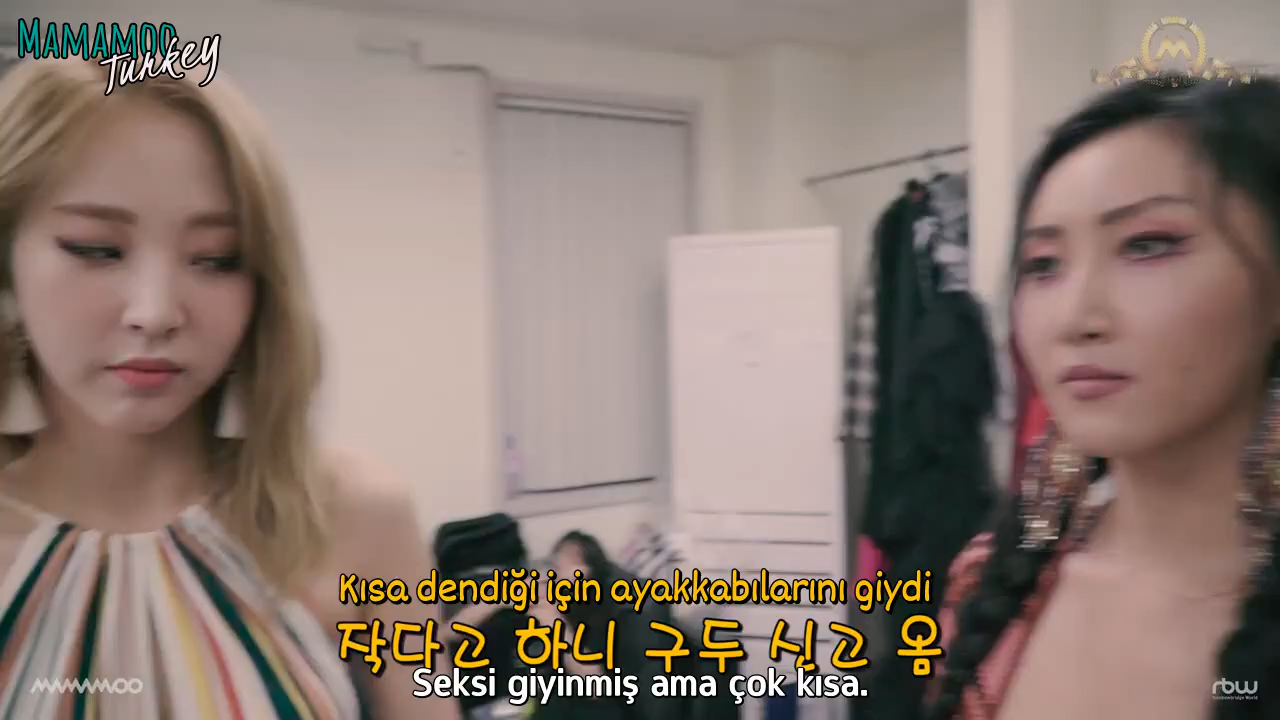 MAMAMOO
Turkey
Kısa dendiği için ayakkabılarını giydi
작다고 하니 구두 신고 옴
Seksi giyinmiş ama çok kısa.
MAMAMOO
rbw